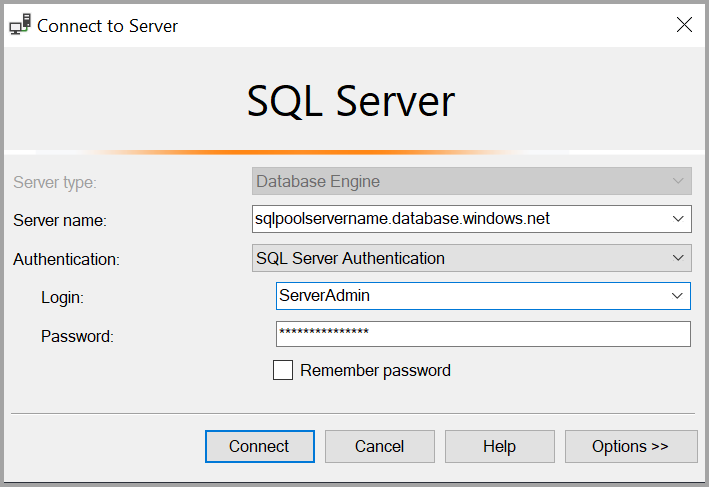 Connect to Server
SQL Server
Server type: Database Engine
Server name: sqlpoolservername.database.windows.net
Authentication: SQL Server Authentication
Login: ServerAdmin
Password: ***************
Remember password
Connect Cancel Help Options >>